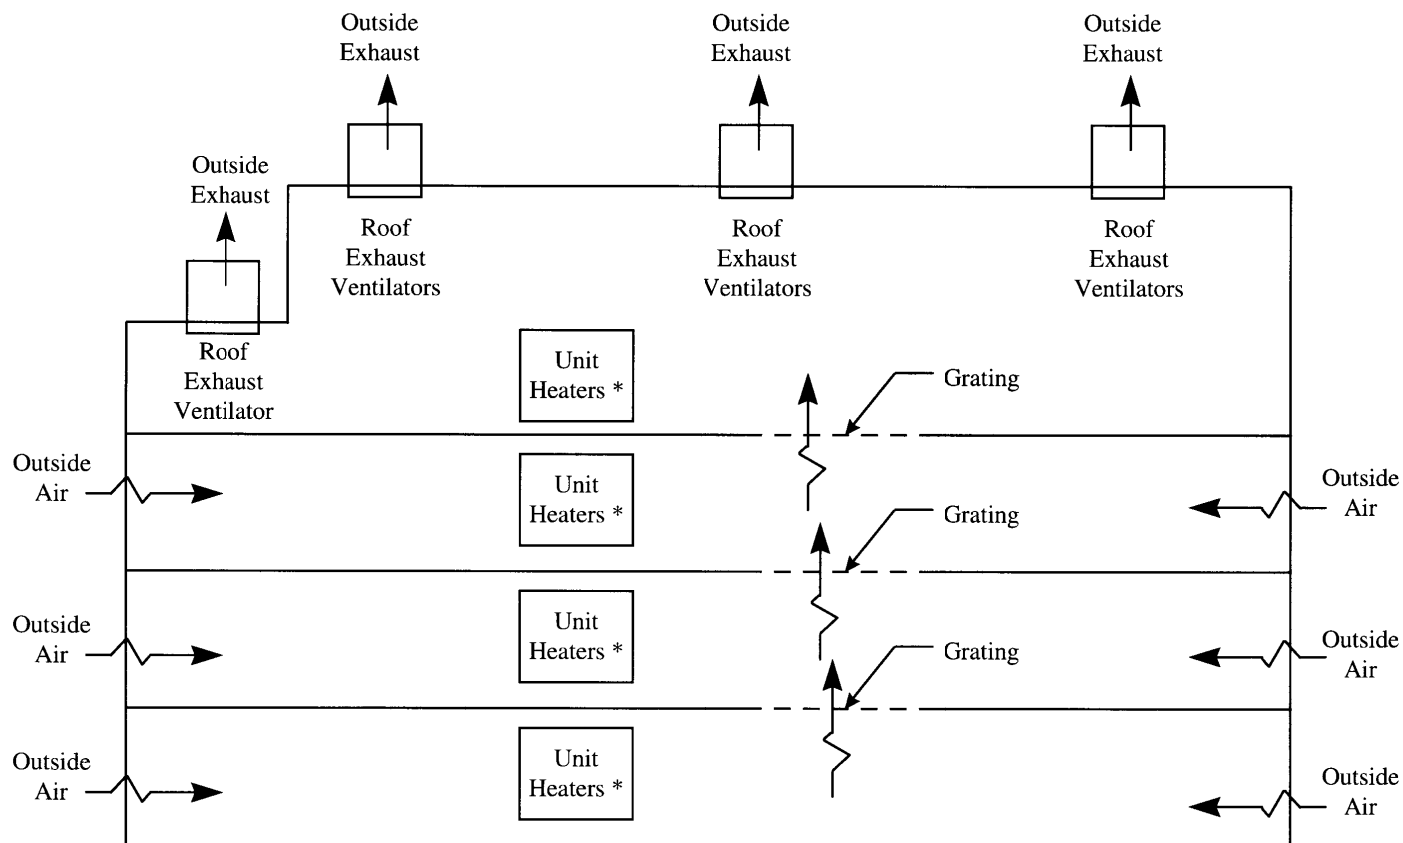 Outside
Exhaust
Outside
Exhaust
Outside
Exhaust
Outside
Exhaust
Roof
Exhaust
Ventilators
Roof
Exhaust
Ventilators
Roof
Exhaust
Ventilators
Roof
Exhaust
Ventilator
Unit
Heaters *
Grating
Outside
Air
Unit
Heaters *
Outside
Air
Grating
Outside
Air
Unit
Heaters *
Outside
Air
Grating
Outside
Air
Unit
Heaters *
Outside
Air